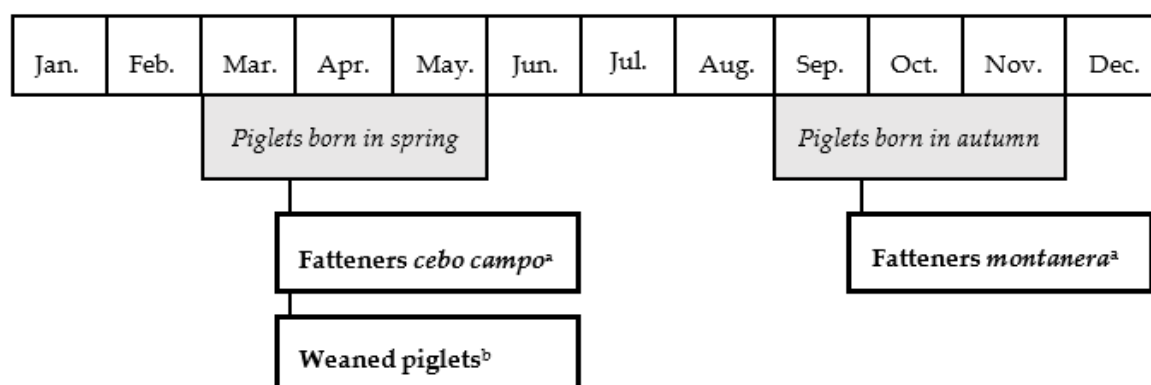 Jan. Feb. Mar. Apr. May. Jun. Jul. Aug. Sep. Oct. Nov. Dec.
Piglets born in spring Piglets born in autumn
Fatteners cebo campoᵃ Fatteners montaneraᵃ
Weaned pigletsᵇ